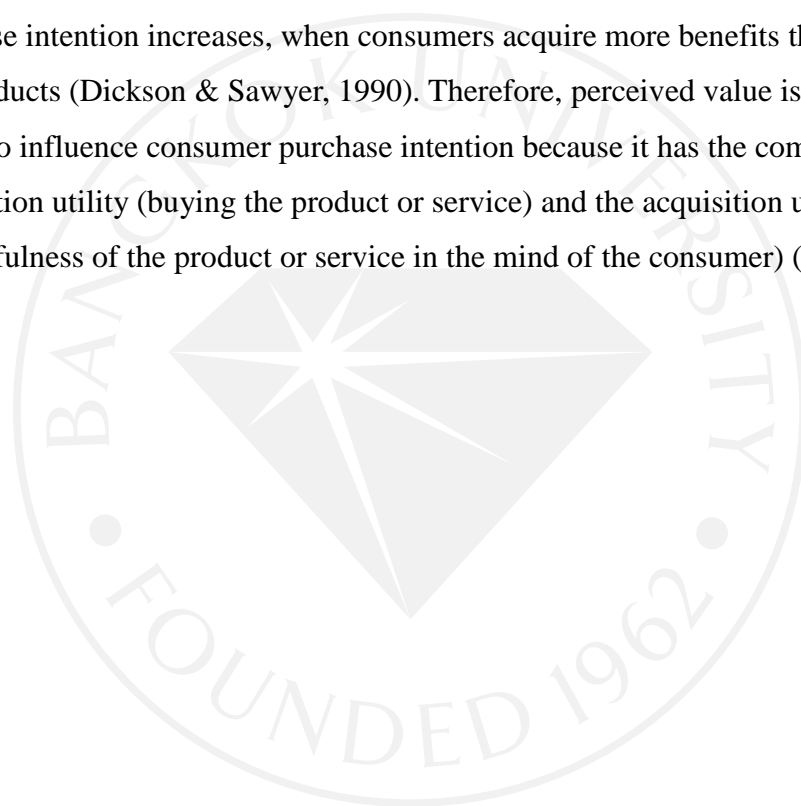 se intention increases, when consumers acquire more benefits th
ducts (Dickson & Sawyer, 1990). Therefore, perceived value is
o influence consumer purchase intention because it has the com
tion utility (buying the product or service) and the acquisition u
fulness of the product or service in the mind of the consumer) (
BANGKOK UNIVERSITY
• FOUNDED 1962 •